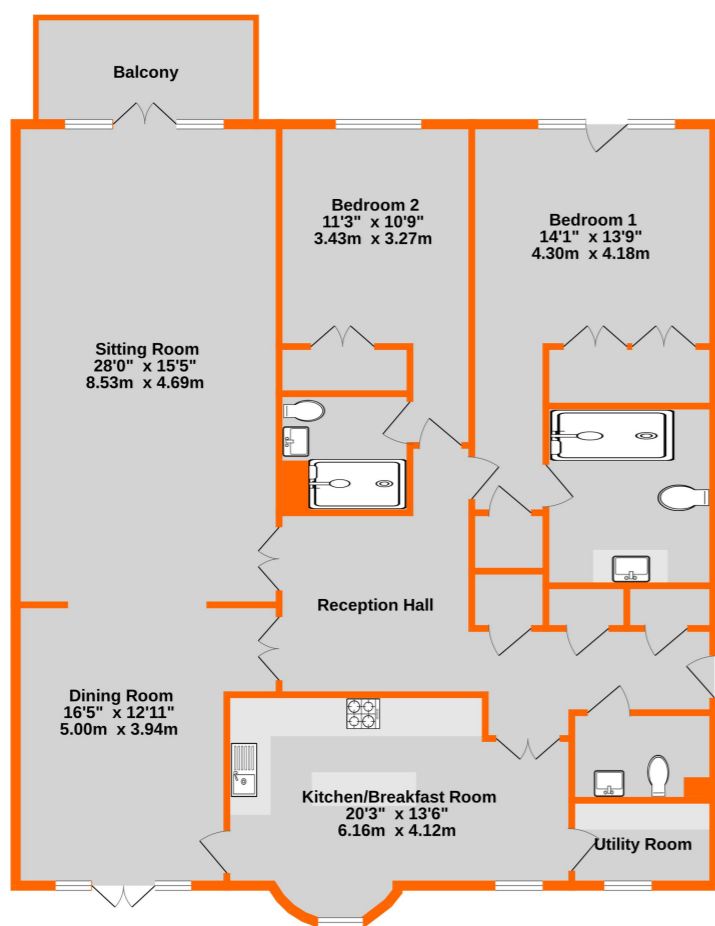 Balcony
Bedroom 2
11'3" x 10'9"
3.43m x 3.27m
Bedroom 1
14'1" x 13'9"
4.30m x 4.18m
Sitting Room
28'0" x 15'5"
8.53m x 4.69m
Reception Hall
Dining Room
16'5" x 12'11"
5.00m x 3.94m
Kitchen/Breakfast Room
20'3" x 13'6"
6.16m x 4.12m
Utility Room